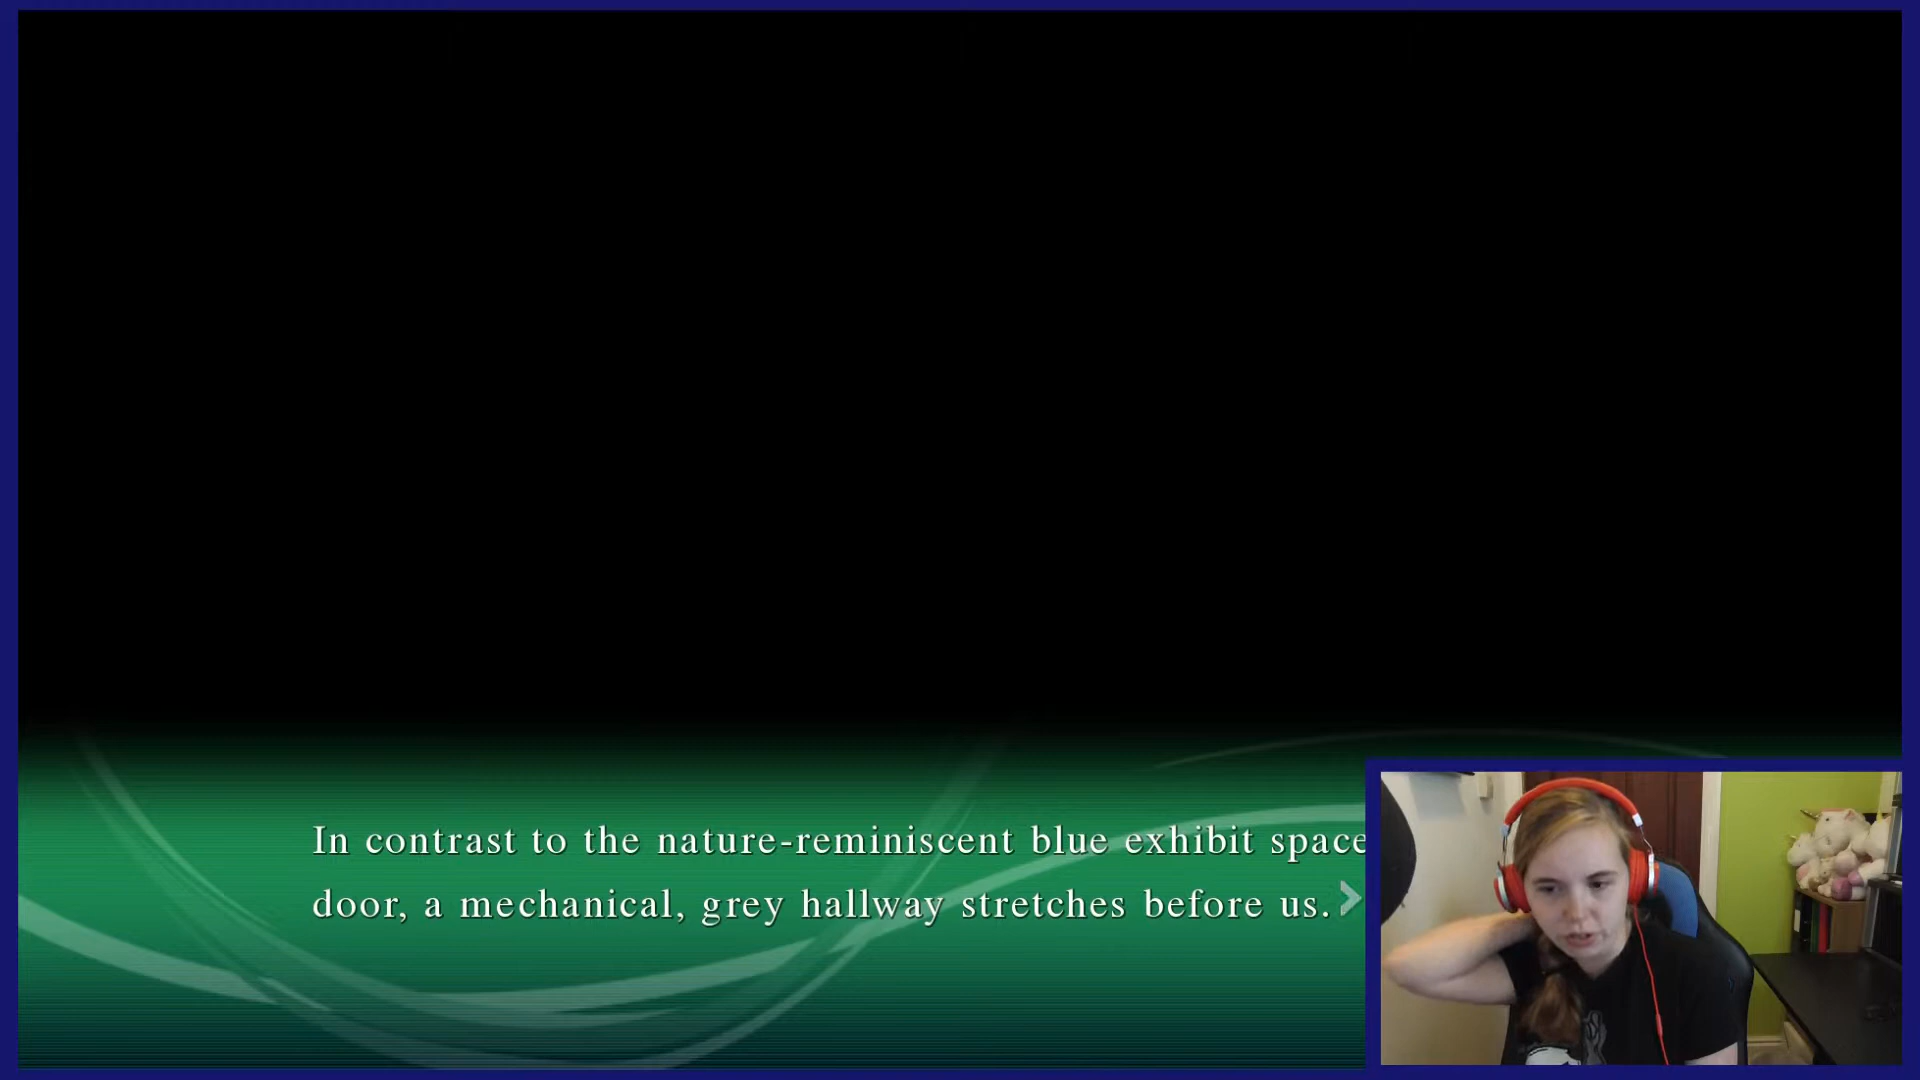 In contrast to the nature-reminiscent blue exhibit space
door, a mechanical, grey hallway stretches before us.